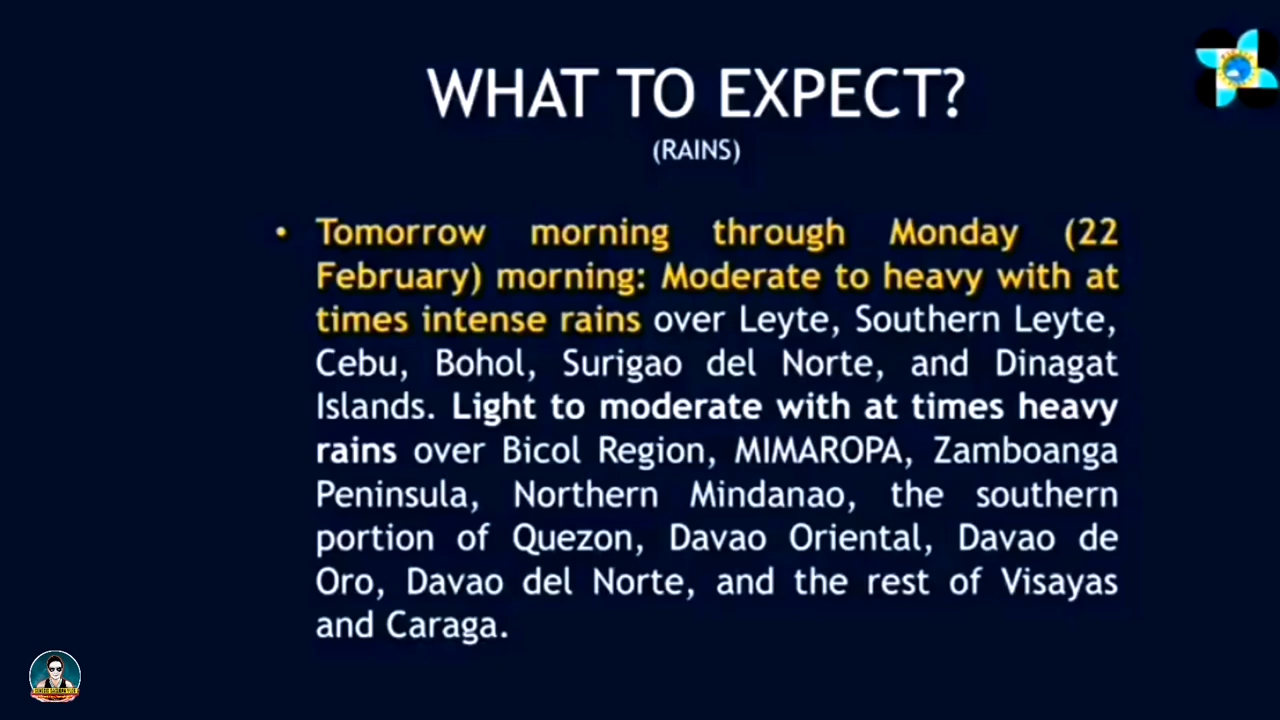 WHAT TO EXPECT?
(RAINS)
• Tomorrow morning through Monday (22
February) morning: Moderate to heavy with at
times intense rains over Leyte, Southern Leyte,
Cebu, Bohol, Surigao del Norte, and Dinagat
Islands. Light to moderate with at times heavy
rains over Bicol Region, MIMAROPA, Zamboanga
Peninsula, Northern Mindanao, the southern
portion of Quezon, Davao Oriental, Davao de
Oro, Davao del Norte, and the rest of Visayas
and Caraga.